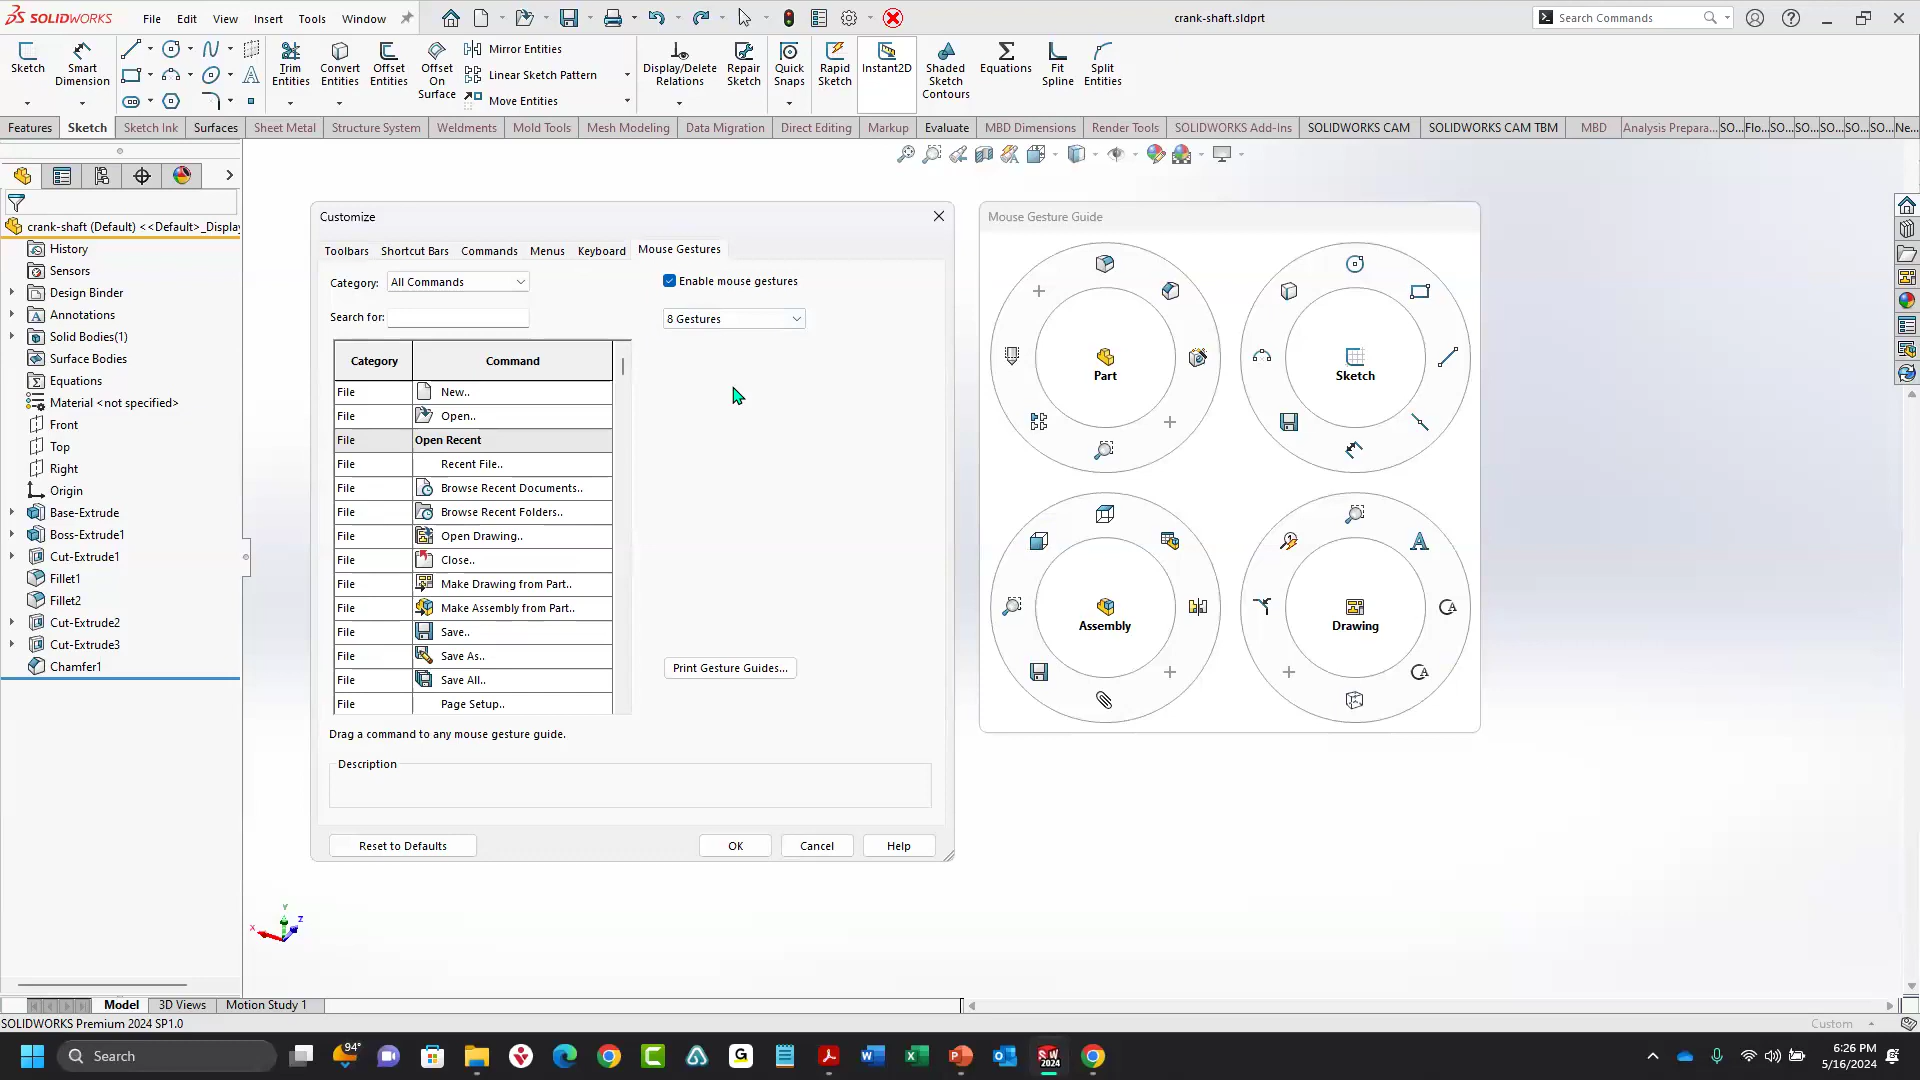 SOLIDWORKS File Edit View Insert Tools Window crank-shaft.sldprt Search Commands
Sketch Smart Dimension Trim Entities Convert Entities Offset Entities Offset On Surface Mirror Entities Linear Sketch Pattern Move Entities Display/Delete Relations Repair Sketch Quick Snaps Rapid Sketch Instant2D Shaded Sketch Contours Equations Fit Spline Split Entities
Features Sketch Sketch Ink Surfaces Sheet Metal Structure System Weldments Mold Tools Mesh Modeling Data Migration Direct Editing Markup Evaluate MBD Dimensions Render Tools SOLIDWORKS Add-Ins SOLIDWORKS CAM SOLIDWORKS CAM TBM MBD Analysis Prepara... SO... Flo... SO... SO... SO... SO... Ne...
crank-shaft (Default) <<Default>_Displa
History
Sensors
Design Binder
Annotations
Solid Bodies(1)
Surface Bodies
Equations
Material <not specified>
Front
Top
Right
Origin
Base-Extrude
Boss-Extrude1
Cut-Extrude1
Fillet1
Fillet2
Cut-Extrude2
Cut-Extrude3
Chamfer1
Customize
Toolbars Shortcut Bars Commands Menus Keyboard Mouse Gestures
Category: All Commands Enable mouse gestures
Search for: 8 Gestures
Category Command
File New..
File Open..
File Open Recent
File Recent File..
File Browse Recent Documents..
File Browse Recent Folders..
File Open Drawing..
File Close..
File Make Drawing from Part..
File Make Assembly from Part..
File Save..
File Save As..
File Save All..
File Page Setup..
Print Gesture Guides...
Drag a command to any mouse gesture guide.
Description
Reset to Defaults OK Cancel Help
Mouse Gesture Guide
Part Sketch
Assembly Drawing
Y
X Z
Model 3D Views Motion Study 1
SOLIDWORKS Premium 2024 SP1.0 Custom
Search 94° SW 2024 6:26 PM
5/16/2024